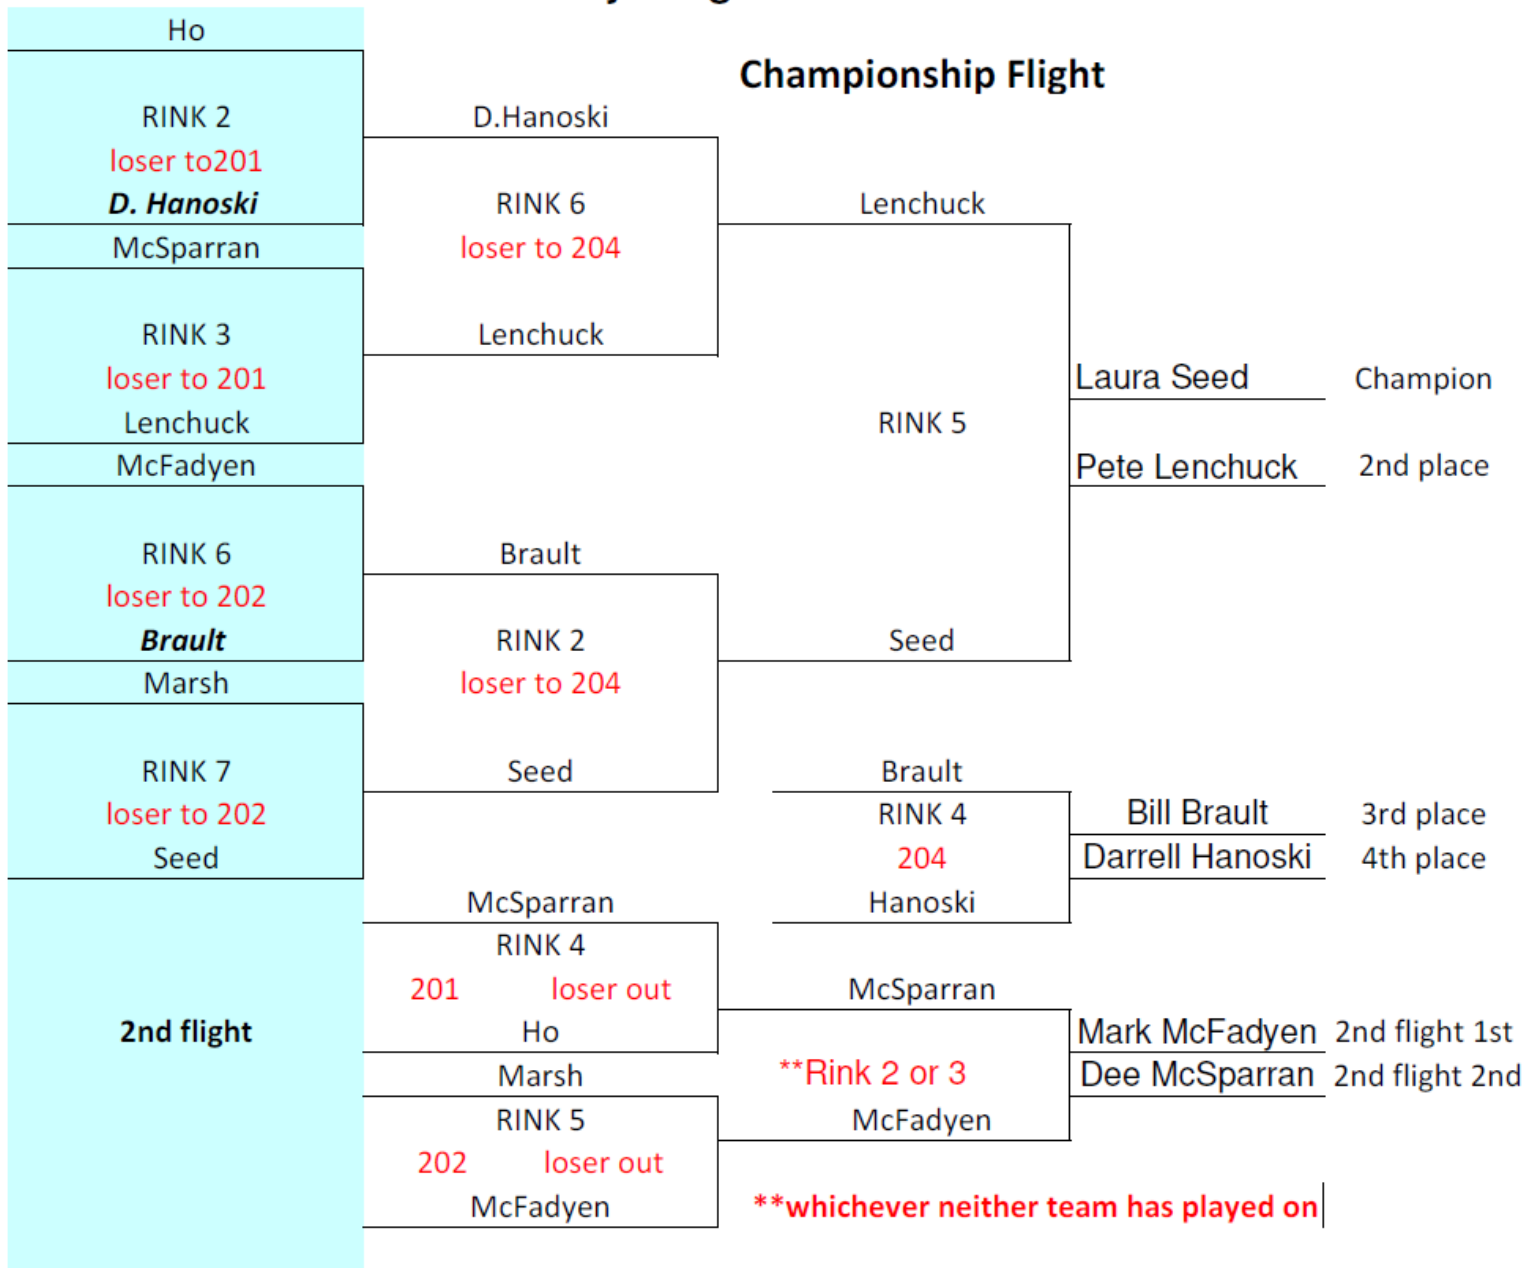 Ho
Championship Flight
RINK 2
D.Hanoski
loser to201
D. Hanoski
RINK 6
Lenchuck
McSparran
loser to 204
RINK 3
Lenchuck
loser to 201
Laura Seed
Champion
Lenchuck
RINK 5
McFadyen
Pete Lenchuck
2nd place
RINK 6
Brault
loser to 202
Brault
RINK 2
Seed
Marsh
loser to 204
RINK 7
Seed
Brault
loser to 202
RINK 4
Bill Brault
3rd place
Seed
204
Darrell Hanoski
4th place
McSparran
Hanoski
RINK 4
201 loser out
McSparran
2nd flight
Ho
Mark McFadyen
2nd flight 1st
Marsh
**Rink 2 or 3
Dee McSparran
2nd flight 2nd
RINK 5
McFadyen
202 loser out
McFadyen
**whichever neither team has played on